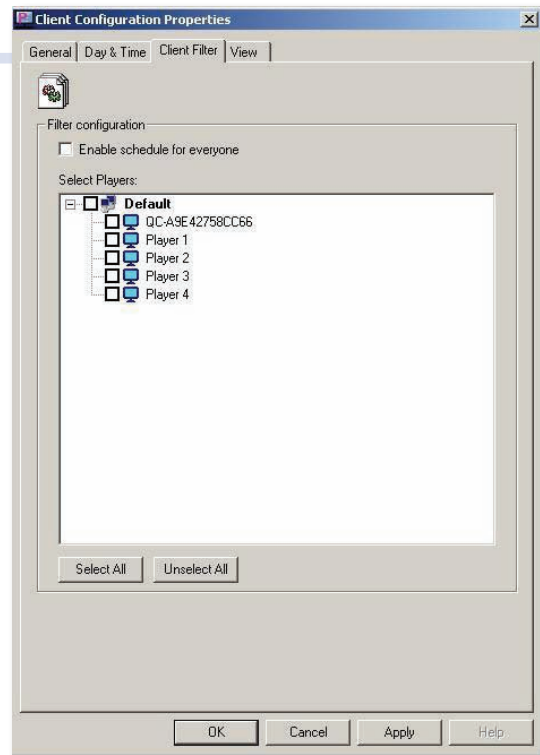 Client Configuration Properties
General Day & Time Client Filter View
Filter configuration
Enable schedule for everyone
Select Players:
Default
QC-A9E42758CC66
Player 1
Player 2
Player 3
Player 4
Select All Unselect All
OK Cancel Apply Help